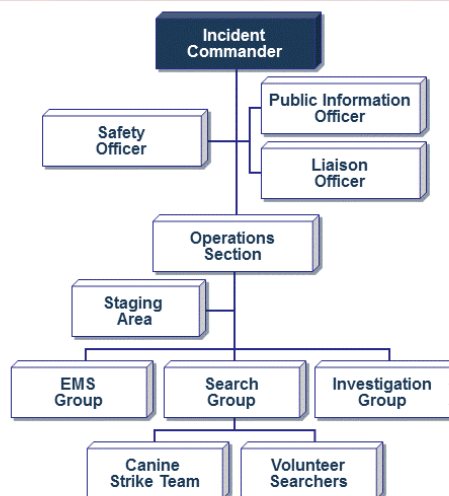 Incident
Commander
Public Information
Officer
Safety
Officer
Liaison
Officer
Operations
Section
Staging
Area
EMS
Group
Search
Group
Investigation
Group
Canine
Strike Team
Volunteer
Searchers